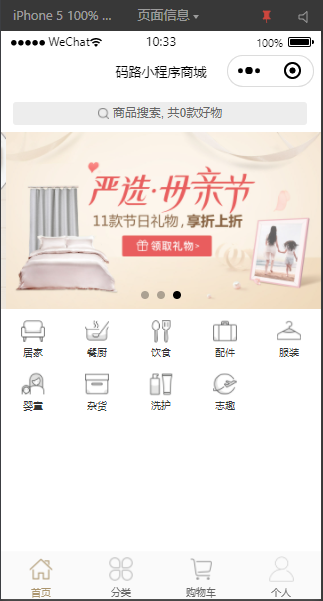 iPhone 5 100% ... 页面信息
WeChat 10:33 100%
码路小程序商城
商品搜索, 共0款好物
严选·母亲节
11款节日礼物,享折上折
领取礼物>
居家 餐厨 饮食 配件 服装
婴童 杂货 洗护 志趣
首页 分类 购物车 个人